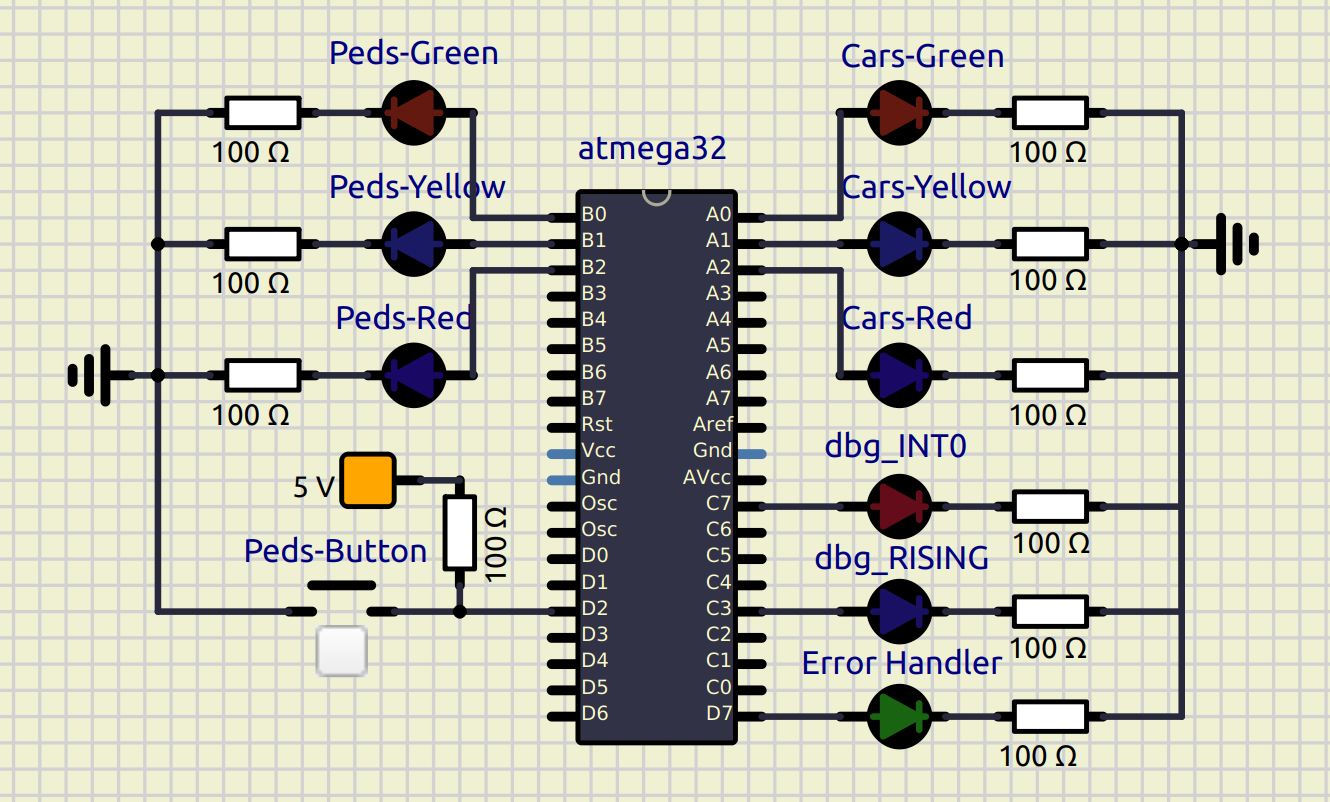 Peds-Green
100 Ω
Peds-Yellow
100 Ω
Peds-Red
100 Ω
5 V
100 Ω
Peds-Button
atmega32
B0 A0
B1 A1
B2 A2
B3 A3
B4 A4
B5 A5
B6 A6
B7 A7
Rst Aref
Vcc Gnd
Gnd AVcc
Osc C7
Osc C6
D0 C5
D1 C4
D2 C3
D3 C2
D4 C1
D5 C0
D6 D7
Cars-Green
100 Ω
Cars-Yellow
100 Ω
Cars-Red
100 Ω
dbg_INT0
100 Ω
dbg_RISING
100 Ω
Error Handler
100 Ω